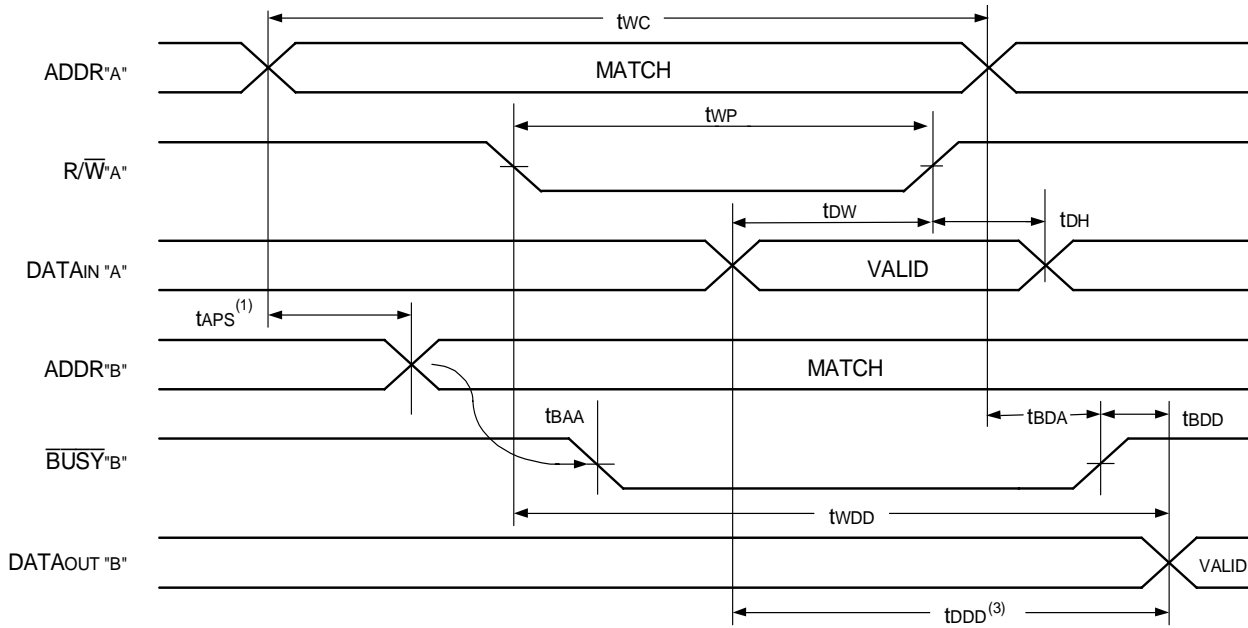 tWC
ADDR"A" MATCH
tWP
R/W̅"A"
tDW tDH
DATAIN "A" VALID
tAPS(1)
ADDR"B" MATCH
tBAA tBDA tBDD
B̅U̅S̅Y̅"B"
tWDD
DATAOUT "B" VALID
tDDD(3)